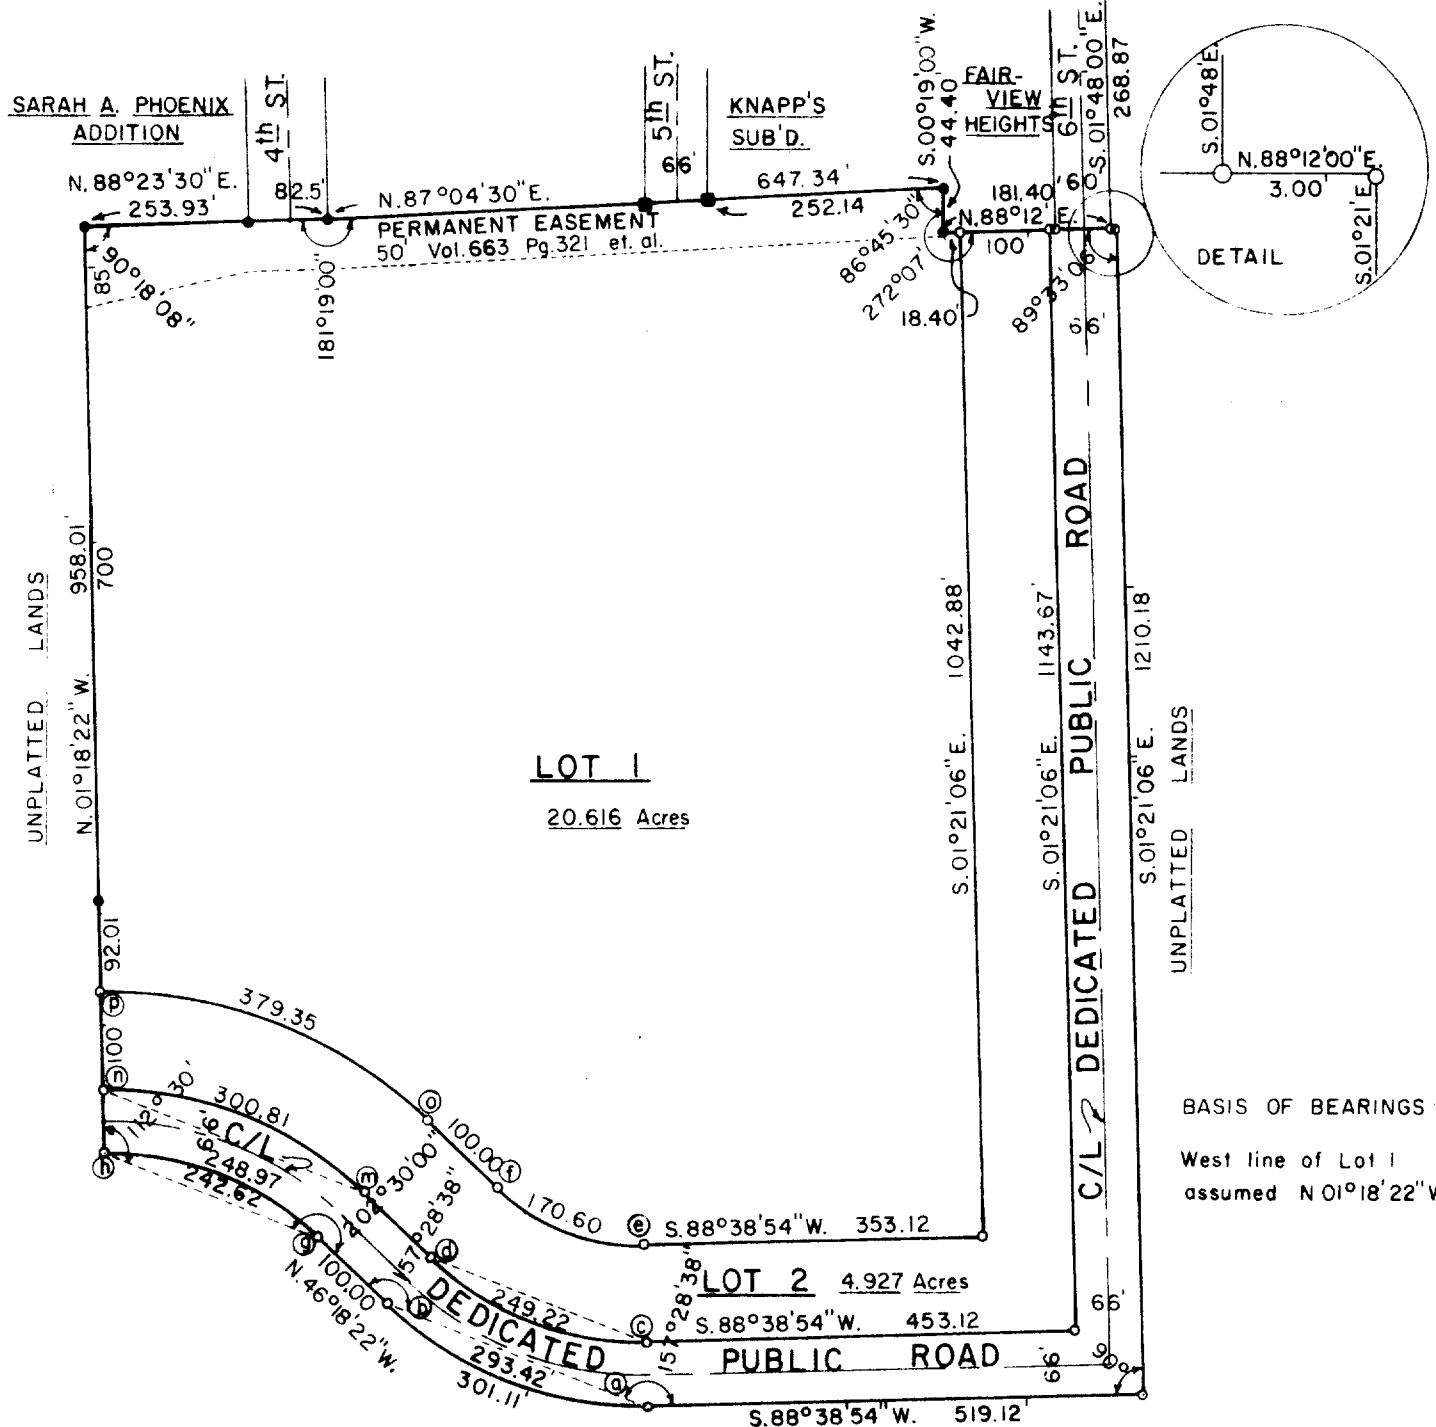 SARAH A. PHOENIX
ADDITION
4th ST.
5th ST.
66'
KNAPP'S
SUB'D.
S.00°19'00"W.
44.40
FAIR-
VIEW
HEIGHTS
6th ST.
S.01°48'00"E.
268.87
S.01°48'E.
N.88°12'00"E.
3.00'
S.01°21'E.
DETAIL
N.88°23'30"E.
253.93'
82.5'
N.87°04'30"E.
647.34'
252.14
181.40'
60'
N.88°12' E.
100'
PERMANENT EASEMENT
50' Vol.663 Pg.321 et. al.
85'
90°18'08"
181°19'00"
86°45'30"
272°07'
18.40'
89°33'06"
66'
UNPLATTED LANDS
958.01'
700
N.01°18'22"W.
92.01
100
LOT 1
20.616 Acres
S.01°21'06"E. 1042.88'
S.01°21'06"E. 1143.67'
C/L DEDICATED PUBLIC ROAD
S.01°21'06"E. 1210.18'
UNPLATTED LANDS
p
379.35
n
112°30'
300.81
66'
C/L
248.97
242.62
h
o
100.00
f
m
202°30'00"
170.60
e
S.88°38'54"W. 353.12
g
100.00
N.46°18'22"W.
157°28'38"
d
b
249.22
c
157°28'38"
LOT 2 4.927 Acres
S.88°38'54"W. 453.12
66'
DEDICATED PUBLIC ROAD
66'
90°
293.42'
301.11'
a
S.88°38'54"W. 519.12'
BASIS OF BEARINGS
West line of Lot 1
assumed N 01°18'22"W